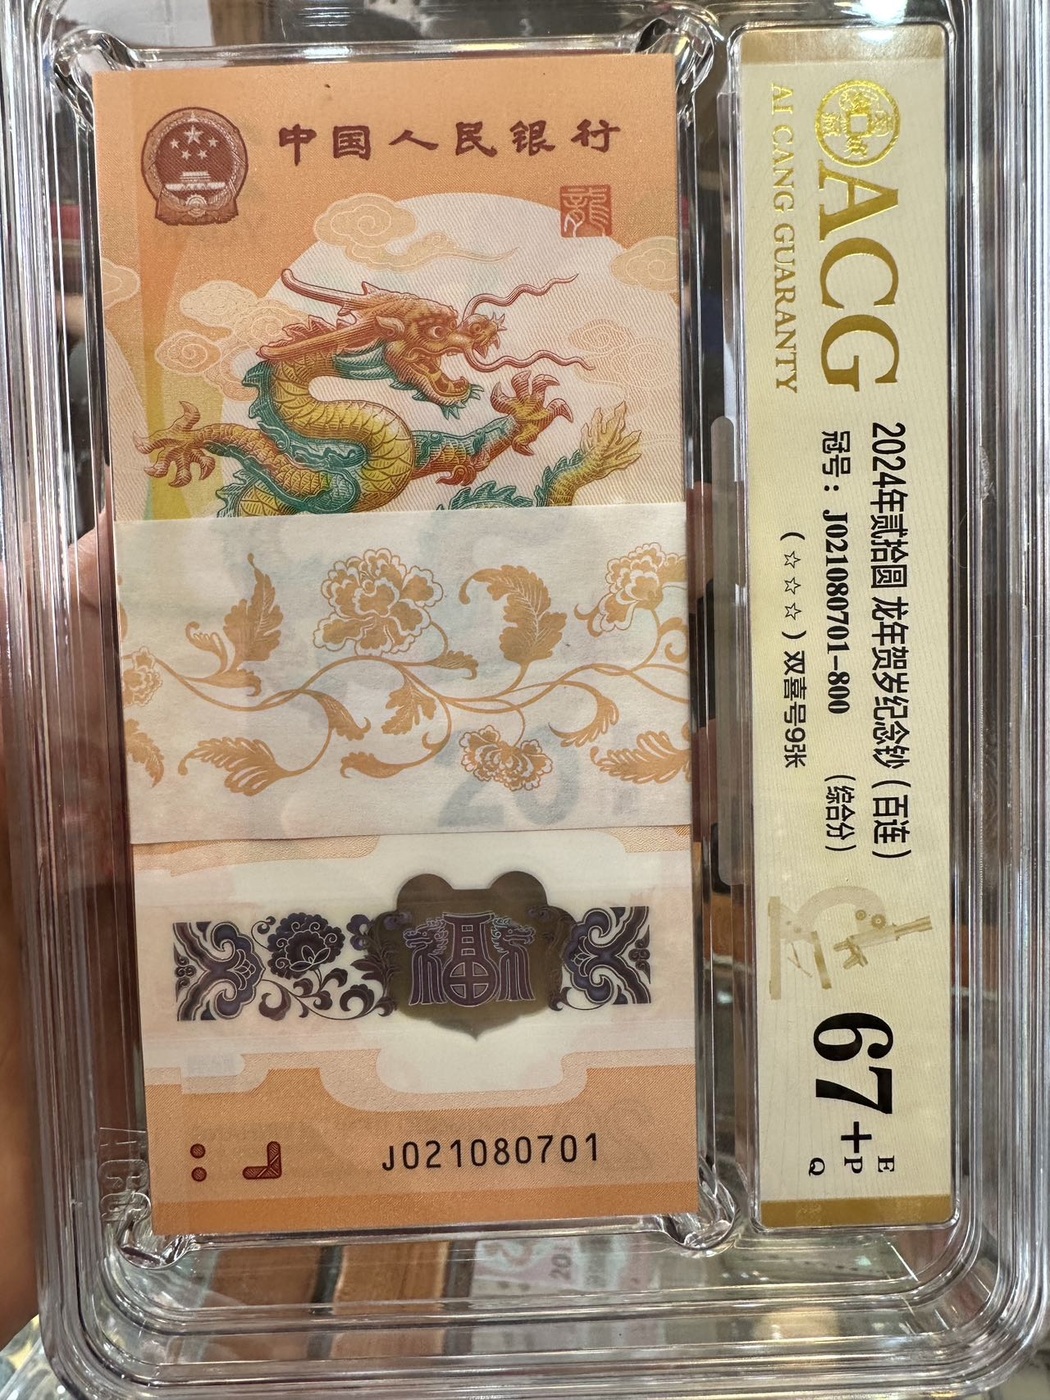 中国人民银行
龍
福
J021080701
ACG
AI CANG GUARANTY
2024年贰拾圆 龙年贺岁纪念钞（百连）
冠号：J021080701-800 （综合分）
（☆☆☆）双喜号9张
67+
E
P
Q